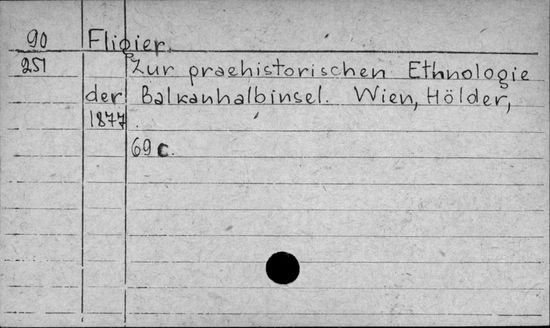 90 Fligier.
251 Zur praehistorischen Ethnologie
der Balkanhalbinsel. Wien, Hölder,
1877.
69 c.